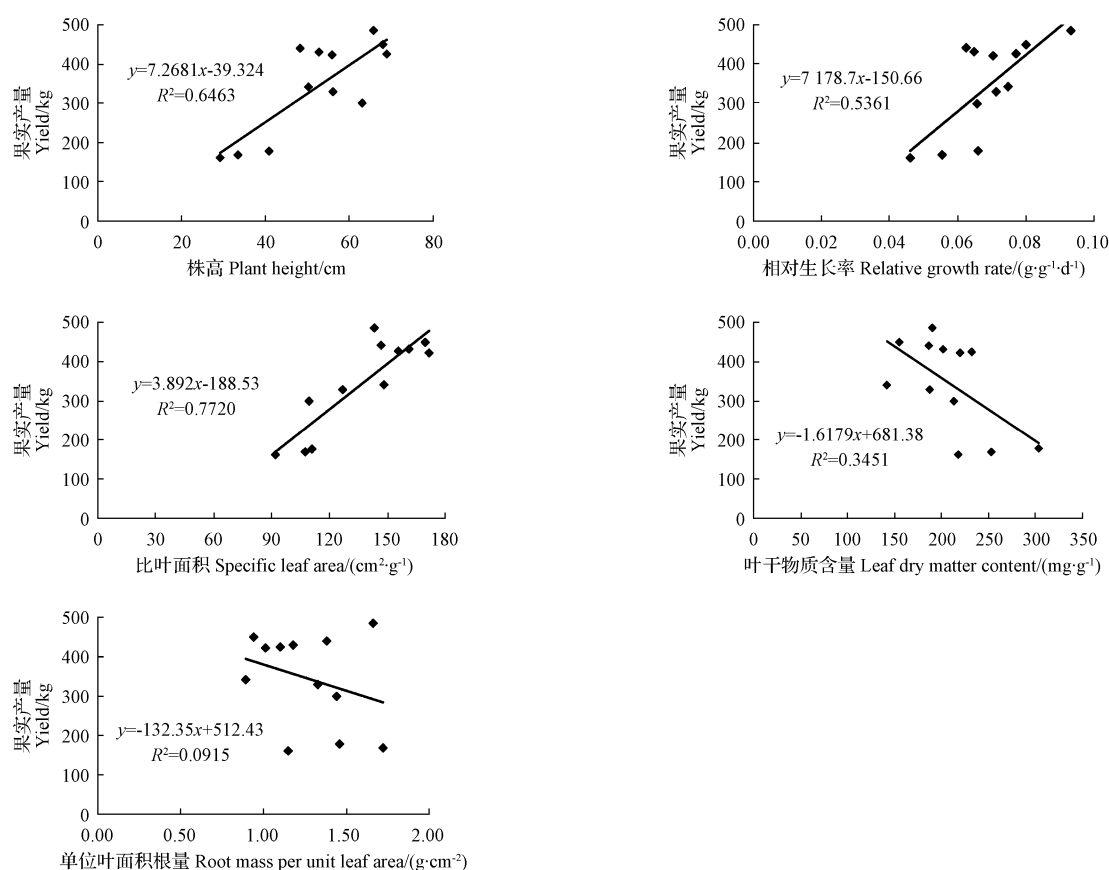 500
400
300
200
100
0
果实产量
Yield/kg
y=7.2681x-39.324
R²=0.6463
0 20 40 60 80
株高 Plant height/cm
500
400
300
200
100
0
果实产量
Yield/kg
y=7 178.7x-150.66
R²=0.5361
0.00 0.02 0.04 0.06 0.08 0.10
相对生长率 Relative growth rate/(g·g⁻¹·d⁻¹)
500
400
300
200
100
0
果实产量
Yield/kg
y=3.892x-188.53
R²=0.7720
0 30 60 90 120 150 180
比叶面积 Specific leaf area/(cm²·g⁻¹)
500
400
300
200
100
0
果实产量
Yield/kg
y=-1.6179x+681.38
R²=0.3451
0 50 100 150 200 250 300 350
叶干物质含量 Leaf dry matter content/(mg·g⁻¹)
500
400
300
200
100
0
果实产量
Yield/kg
y=-132.35x+512.43
R²=0.0915
0.00 0.50 1.00 1.50 2.00
单位叶面积根量 Root mass per unit leaf area/(g·cm⁻²)